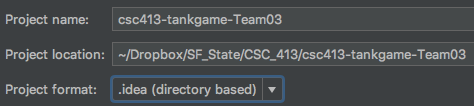 Project name: csc413-tankgame-Team03
Project location: ~/Dropbox/SF_State/CSC_413/csc413-tankgame-Team03
Project format: .idea (directory based)